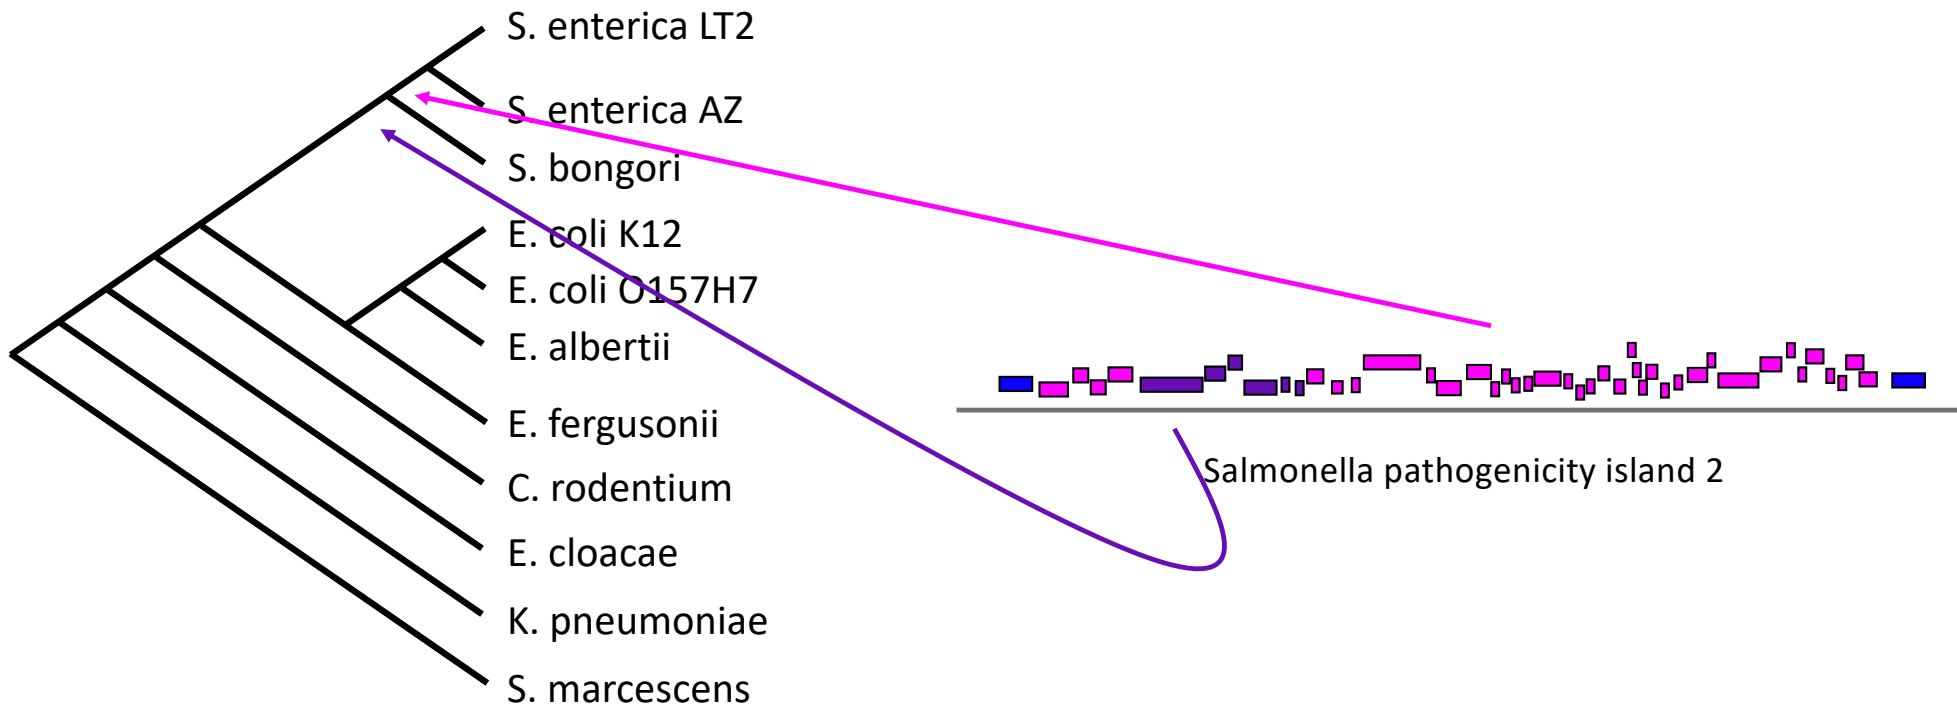 S. enterica LT2
S. enterica AZ
S. bongori
E. coli K12
E. coli O157H7
E. albertii
E. fergusonii
C. rodentium
E. cloacae
K. pneumoniae
S. marcescens
Salmonella pathogenicity island 2